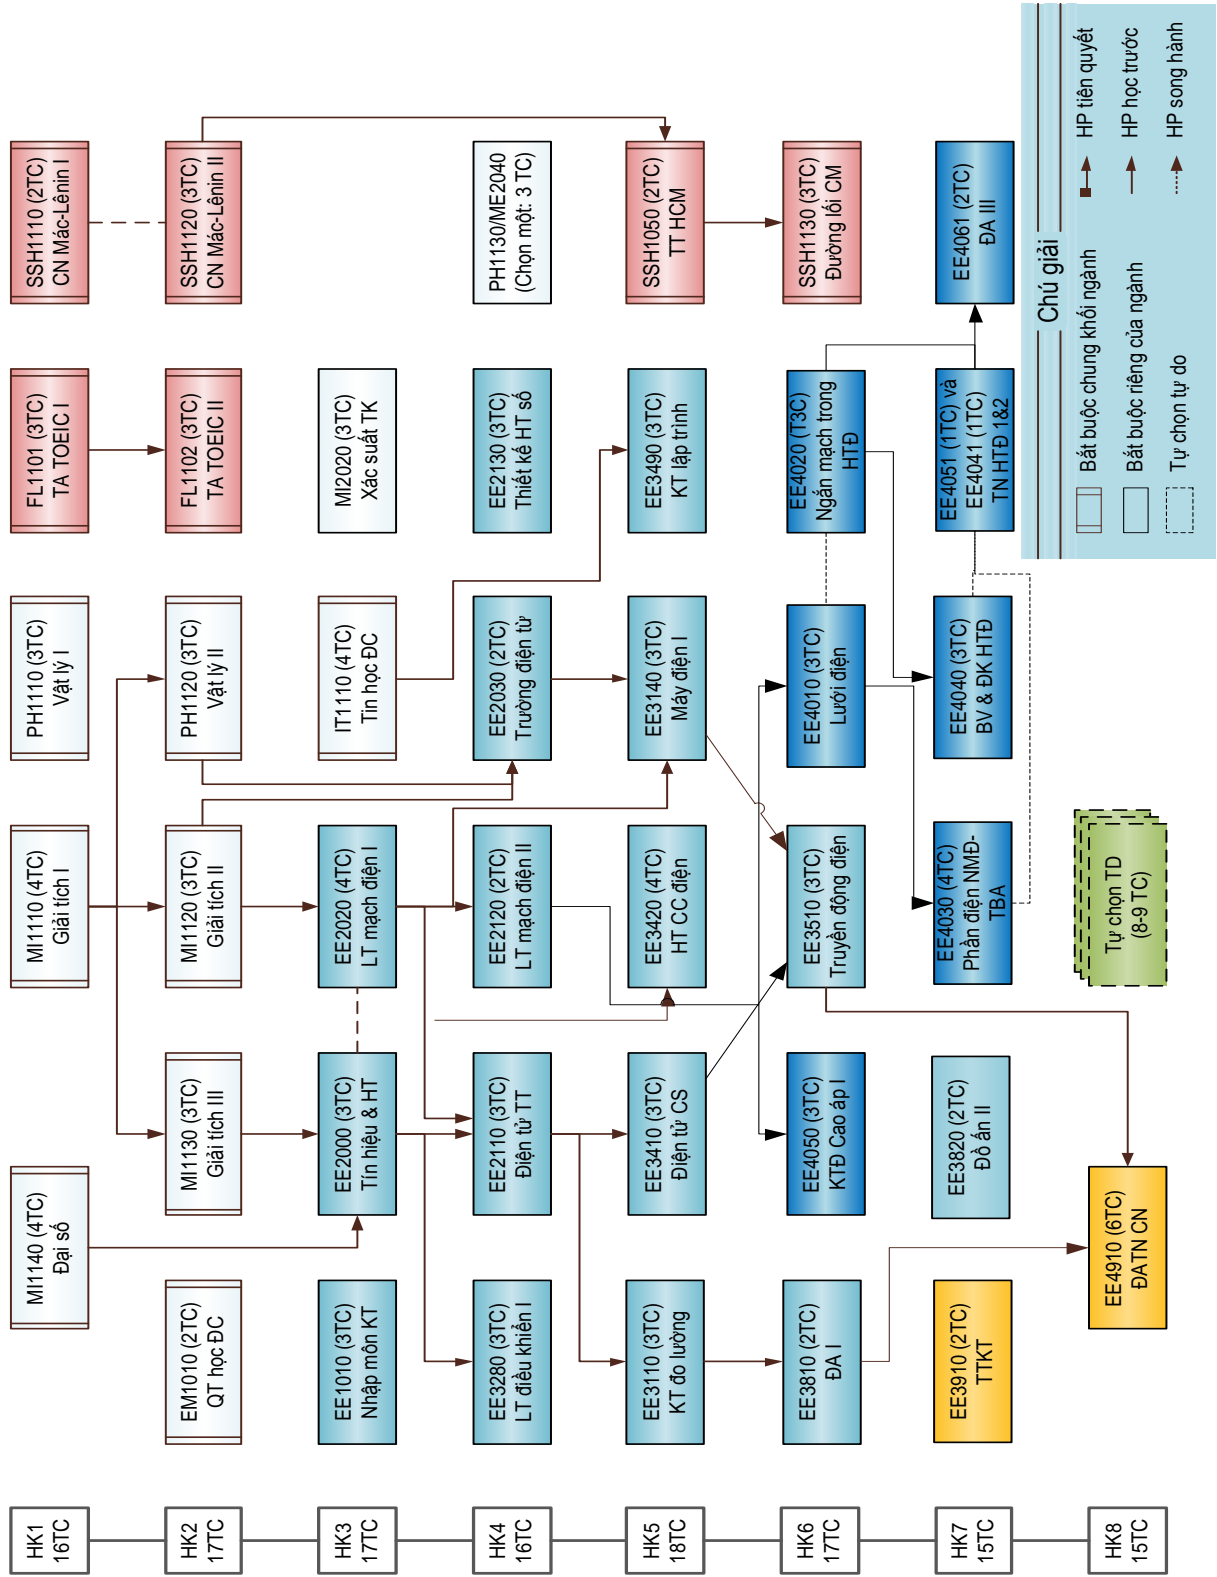 HK1
16TC
MI1140 (4TC)
Đại số
MI1110 (4TC)
Giải tích I
PH1110 (3TC)
Vật lý I
FL1101 (3TC)
TA TOEIC I
SSH1110 (2TC)
CN Mác-Lênin I
HK2
17TC
EM1010 (2TC)
QT học ĐC
MI1130 (3TC)
Giải tích III
MI1120 (3TC)
Giải tích II
PH1120 (3TC)
Vật lý II
FL1102 (3TC)
TA TOEIC II
SSH1120 (3TC)
CN Mác-Lênin II
HK3
17TC
EE1010 (3TC)
Nhập môn KT
EE2000 (3TC)
Tín hiệu & HT
EE2020 (4TC)
LT mạch điện I
IT1110 (4TC)
Tin học ĐC
MI2020 (3TC)
Xác suất TK
HK4
16TC
EE3280 (3TC)
LT điều khiển I
EE2110 (3TC)
Điện tử TT
EE2120 (2TC)
LT mạch điện II
EE2030 (2TC)
Trường điện từ
EE2130 (3TC)
Thiết kế HT số
PH1130/ME2040
(Chọn một: 3 TC)
HK5
18TC
EE3110 (3TC)
KT đo lường
EE3410 (3TC)
Điện tử CS
EE3420 (4TC)
HT CC điện
EE3140 (3TC)
Máy điện I
EE3490 (3TC)
KT lập trình
SSH1050 (2TC)
TT HCM
HK6
17TC
EE3810 (2TC)
ĐA I
EE4050 (3TC)
KTĐ Cao áp I
EE3510 (3TC)
Truyền động điện
EE4010 (3TC)
Lưới điện
EE4020 (T3C)
Ngắn mạch trong
HTĐ
SSH1130 (3TC)
Đường lối CM
HK7
15TC
EE3910 (2TC)
TTKT
EE3820 (2TC)
Đồ án II
EE4030 (4TC)
Phần điện NMĐ-
TBA
EE4040 (3TC)
BV & ĐK HTĐ
EE4051 (1TC) và
EE4041 (1TC)
TN HTĐ 1&2
EE4061 (2TC)
ĐA III
HK8
15TC
EE4910 (6TC)
ĐATN CN
Tự chọn TD
(8-9 TC)
Chú giải
Bắt buộc chung khối ngành
HP tiên quyết
Bắt buộc riêng của ngành
HP học trước
Tự chọn tự do
HP song hành